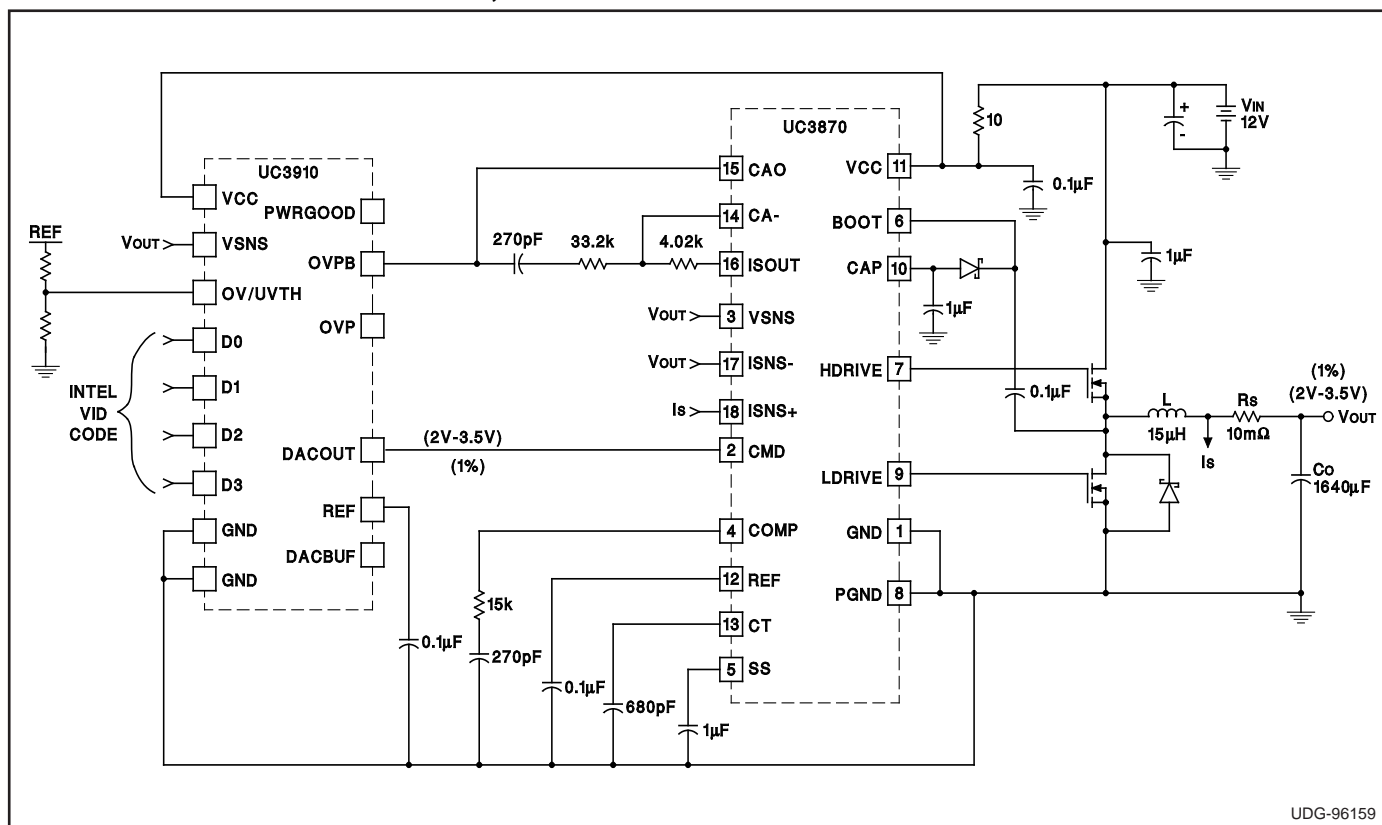 UC3910
VCC
PWRGOOD
VOUT
VSNS
OVPB
REF
OV/UVTH
OVP
D0
D1
D2
D3
INTEL
VID
CODE
DACOUT
(2V-3.5V)
(1%)
REF
GND
DACBUF
GND
0.1µF
270pF
33.2k
4.02k
15k
270pF
0.1µF
680pF
1µF
UC3870
15 CAO
14 CA-
16 ISOUT
VOUT
3 VSNS
VOUT
17 ISNS-
IS
18 ISNS+
2 CMD
4 COMP
12 REF
13 CT
5 SS
VCC 11
BOOT 6
CAP 10
HDRIVE 7
LDRIVE 9
GND 1
PGND 8
10
0.1µF
+
-
VIN
12V
1µF
1µF
0.1µF
L
15µH
RS
10mΩ
IS
(1%)
(2V-3.5V)
VOUT
CO
1640µF
UDG-96159